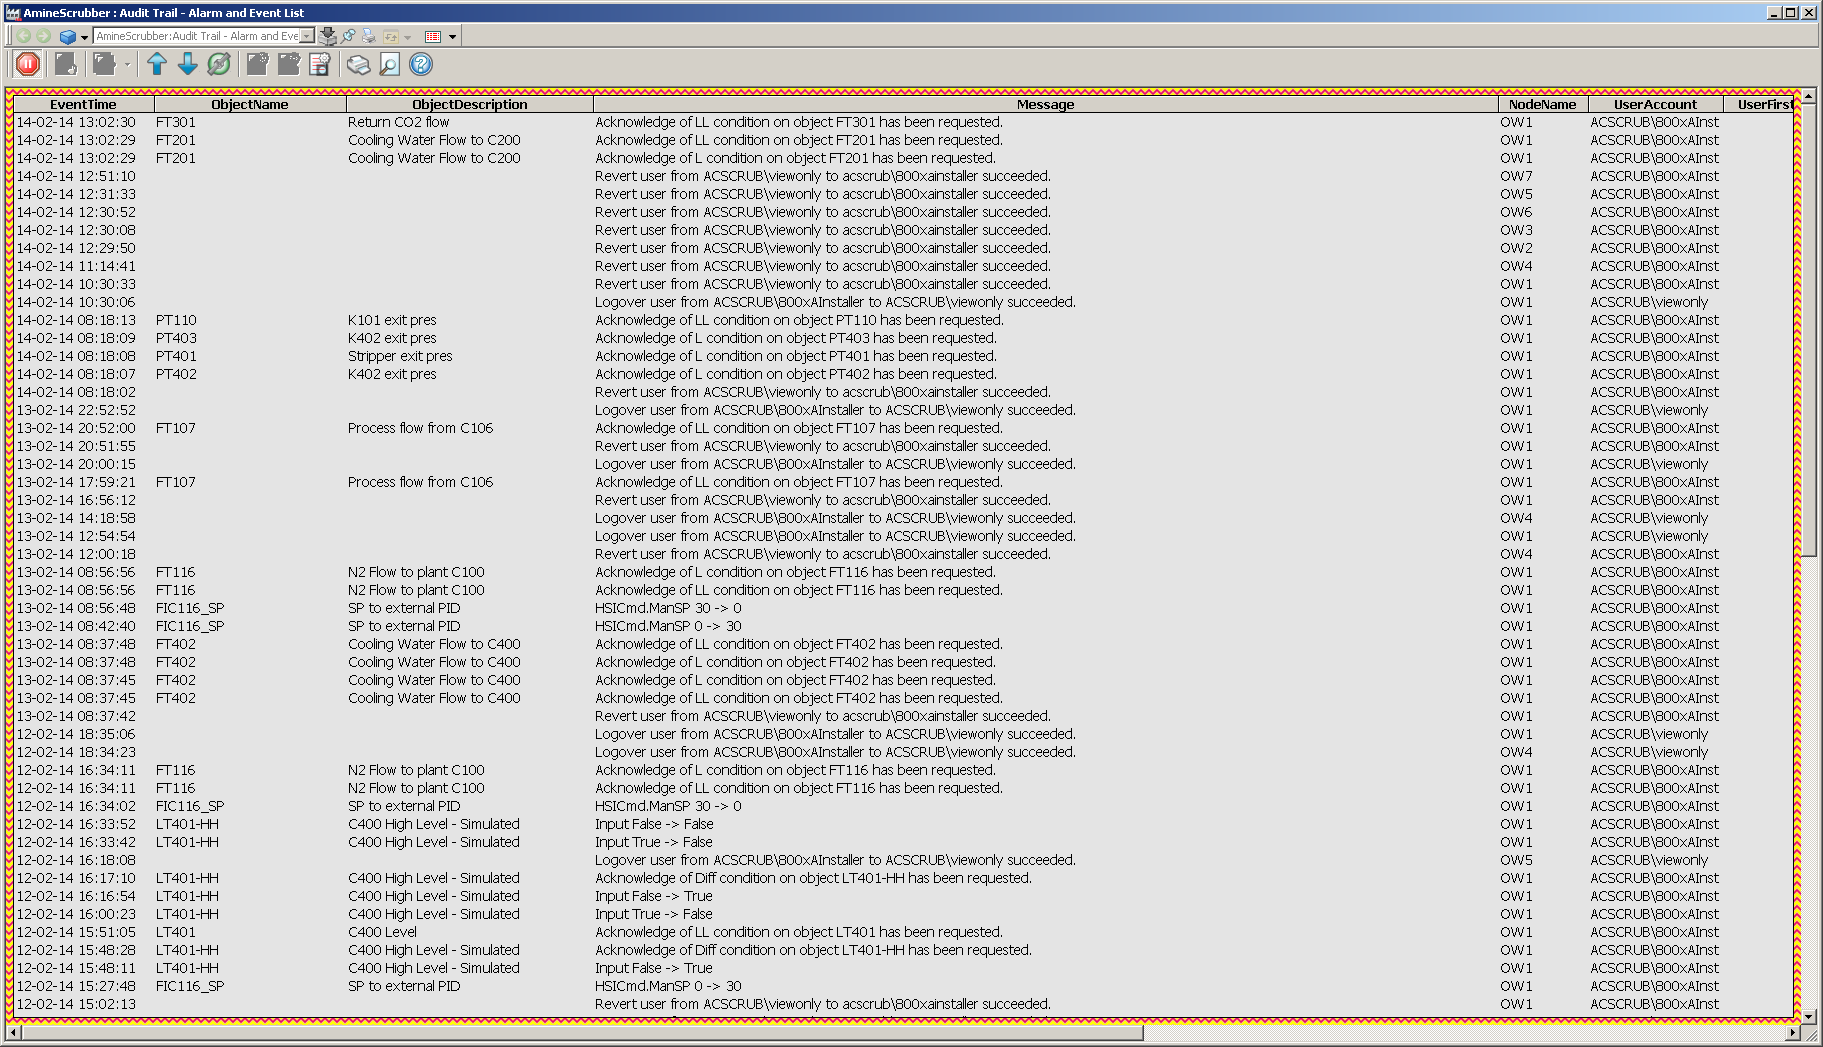 AmineScrubber : Audit Trail - Alarm and Event List
AmineScrubber:Audit Trail - Alarm and Eve
EventTime ObjectName ObjectDescription Message NodeName UserAccount UserFirst
14-02-14 13:02:30 FT301 Return CO2 flow Acknowledge of LL condition on object FT301 has been requested. OW1 ACSCRUB\800xAInst
14-02-14 13:02:29 FT201 Cooling Water Flow to C200 Acknowledge of LL condition on object FT201 has been requested. OW1 ACSCRUB\800xAInst
14-02-14 13:02:29 FT201 Cooling Water Flow to C200 Acknowledge of L condition on object FT201 has been requested. OW1 ACSCRUB\800xAInst
14-02-14 12:51:10 Revert user from ACSCRUB\viewonly to acscrub\800xainstaller succeeded. OW7 ACSCRUB\800xAInst
14-02-14 12:31:33 Revert user from ACSCRUB\viewonly to acscrub\800xainstaller succeeded. OW5 ACSCRUB\800xAInst
14-02-14 12:30:52 Revert user from ACSCRUB\viewonly to acscrub\800xainstaller succeeded. OW6 ACSCRUB\800xAInst
14-02-14 12:30:08 Revert user from ACSCRUB\viewonly to acscrub\800xainstaller succeeded. OW3 ACSCRUB\800xAInst
14-02-14 12:29:50 Revert user from ACSCRUB\viewonly to acscrub\800xainstaller succeeded. OW2 ACSCRUB\800xAInst
14-02-14 11:14:41 Revert user from ACSCRUB\viewonly to acscrub\800xainstaller succeeded. OW4 ACSCRUB\800xAInst
14-02-14 10:30:33 Revert user from ACSCRUB\viewonly to acscrub\800xainstaller succeeded. OW1 ACSCRUB\800xAInst
14-02-14 10:30:06 Logover user from ACSCRUB\800xAInstaller to ACSCRUB\viewonly succeeded. OW1 ACSCRUB\viewonly
14-02-14 08:18:13 PT110 K101 exit pres Acknowledge of LL condition on object PT110 has been requested. OW1 ACSCRUB\800xAInst
14-02-14 08:18:09 PT403 K402 exit pres Acknowledge of L condition on object PT403 has been requested. OW1 ACSCRUB\800xAInst
14-02-14 08:18:08 PT401 Stripper exit pres Acknowledge of L condition on object PT401 has been requested. OW1 ACSCRUB\800xAInst
14-02-14 08:18:07 PT402 K402 exit pres Acknowledge of L condition on object PT402 has been requested. OW1 ACSCRUB\800xAInst
14-02-14 08:18:02 Revert user from ACSCRUB\viewonly to acscrub\800xainstaller succeeded. OW1 ACSCRUB\800xAInst
13-02-14 22:52:52 Logover user from ACSCRUB\800xAInstaller to ACSCRUB\viewonly succeeded. OW1 ACSCRUB\viewonly
13-02-14 20:52:00 FT107 Process flow from C106 Acknowledge of LL condition on object FT107 has been requested. OW1 ACSCRUB\800xAInst
13-02-14 20:51:55 Revert user from ACSCRUB\viewonly to acscrub\800xainstaller succeeded. OW1 ACSCRUB\800xAInst
13-02-14 20:00:15 Logover user from ACSCRUB\800xAInstaller to ACSCRUB\viewonly succeeded. OW1 ACSCRUB\viewonly
13-02-14 17:59:21 FT107 Process flow from C106 Acknowledge of LL condition on object FT107 has been requested. OW1 ACSCRUB\800xAInst
13-02-14 16:56:12 Revert user from ACSCRUB\viewonly to acscrub\800xainstaller succeeded. OW1 ACSCRUB\800xAInst
13-02-14 14:18:58 Logover user from ACSCRUB\800xAInstaller to ACSCRUB\viewonly succeeded. OW4 ACSCRUB\viewonly
13-02-14 12:54:54 Logover user from ACSCRUB\800xAInstaller to ACSCRUB\viewonly succeeded. OW1 ACSCRUB\viewonly
13-02-14 12:00:18 Revert user from ACSCRUB\viewonly to acscrub\800xainstaller succeeded. OW4 ACSCRUB\800xAInst
13-02-14 08:56:56 FT116 N2 Flow to plant C100 Acknowledge of L condition on object FT116 has been requested. OW1 ACSCRUB\800xAInst
13-02-14 08:56:56 FT116 N2 Flow to plant C100 Acknowledge of LL condition on object FT116 has been requested. OW1 ACSCRUB\800xAInst
13-02-14 08:56:48 FIC116_SP SP to external PID HSICmd.ManSP 30 -> 0 OW1 ACSCRUB\800xAInst
13-02-14 08:42:40 FIC116_SP SP to external PID HSICmd.ManSP 0 -> 30 OW1 ACSCRUB\800xAInst
13-02-14 08:37:48 FT402 Cooling Water Flow to C400 Acknowledge of LL condition on object FT402 has been requested. OW1 ACSCRUB\800xAInst
13-02-14 08:37:48 FT402 Cooling Water Flow to C400 Acknowledge of L condition on object FT402 has been requested. OW1 ACSCRUB\800xAInst
13-02-14 08:37:45 FT402 Cooling Water Flow to C400 Acknowledge of L condition on object FT402 has been requested. OW1 ACSCRUB\800xAInst
13-02-14 08:37:45 FT402 Cooling Water Flow to C400 Acknowledge of LL condition on object FT402 has been requested. OW1 ACSCRUB\800xAInst
13-02-14 08:37:42 Revert user from ACSCRUB\viewonly to acscrub\800xainstaller succeeded. OW1 ACSCRUB\800xAInst
12-02-14 18:35:06 Logover user from ACSCRUB\800xAInstaller to ACSCRUB\viewonly succeeded. OW1 ACSCRUB\viewonly
12-02-14 18:34:23 Logover user from ACSCRUB\800xAInstaller to ACSCRUB\viewonly succeeded. OW4 ACSCRUB\viewonly
12-02-14 16:34:11 FT116 N2 Flow to plant C100 Acknowledge of L condition on object FT116 has been requested. OW1 ACSCRUB\800xAInst
12-02-14 16:34:11 FT116 N2 Flow to plant C100 Acknowledge of LL condition on object FT116 has been requested. OW1 ACSCRUB\800xAInst
12-02-14 16:34:02 FIC116_SP SP to external PID HSICmd.ManSP 30 -> 0 OW1 ACSCRUB\800xAInst
12-02-14 16:33:52 LT401-HH C400 High Level - Simulated Input False -> False OW1 ACSCRUB\800xAInst
12-02-14 16:33:42 LT401-HH C400 High Level - Simulated Input True -> False OW1 ACSCRUB\800xAInst
12-02-14 16:18:08 Logover user from ACSCRUB\800xAInstaller to ACSCRUB\viewonly succeeded. OW5 ACSCRUB\viewonly
12-02-14 16:17:10 LT401-HH C400 High Level - Simulated Acknowledge of Diff condition on object LT401-HH has been requested. OW1 ACSCRUB\800xAInst
12-02-14 16:16:54 LT401-HH C400 High Level - Simulated Input False -> True OW1 ACSCRUB\800xAInst
12-02-14 16:00:23 LT401-HH C400 High Level - Simulated Input True -> False OW1 ACSCRUB\800xAInst
12-02-14 15:51:05 LT401 C400 Level Acknowledge of LL condition on object LT401 has been requested. OW1 ACSCRUB\800xAInst
12-02-14 15:48:28 LT401-HH C400 High Level - Simulated Acknowledge of Diff condition on object LT401-HH has been requested. OW1 ACSCRUB\800xAInst
12-02-14 15:48:11 LT401-HH C400 High Level - Simulated Input False -> True OW1 ACSCRUB\800xAInst
12-02-14 15:27:48 FIC116_SP SP to external PID HSICmd.ManSP 0 -> 30 OW1 ACSCRUB\800xAInst
12-02-14 15:02:13 Revert user from ACSCRUB\viewonly to acscrub\800xainstaller succeeded. OW1 ACSCRUB\800xAInst